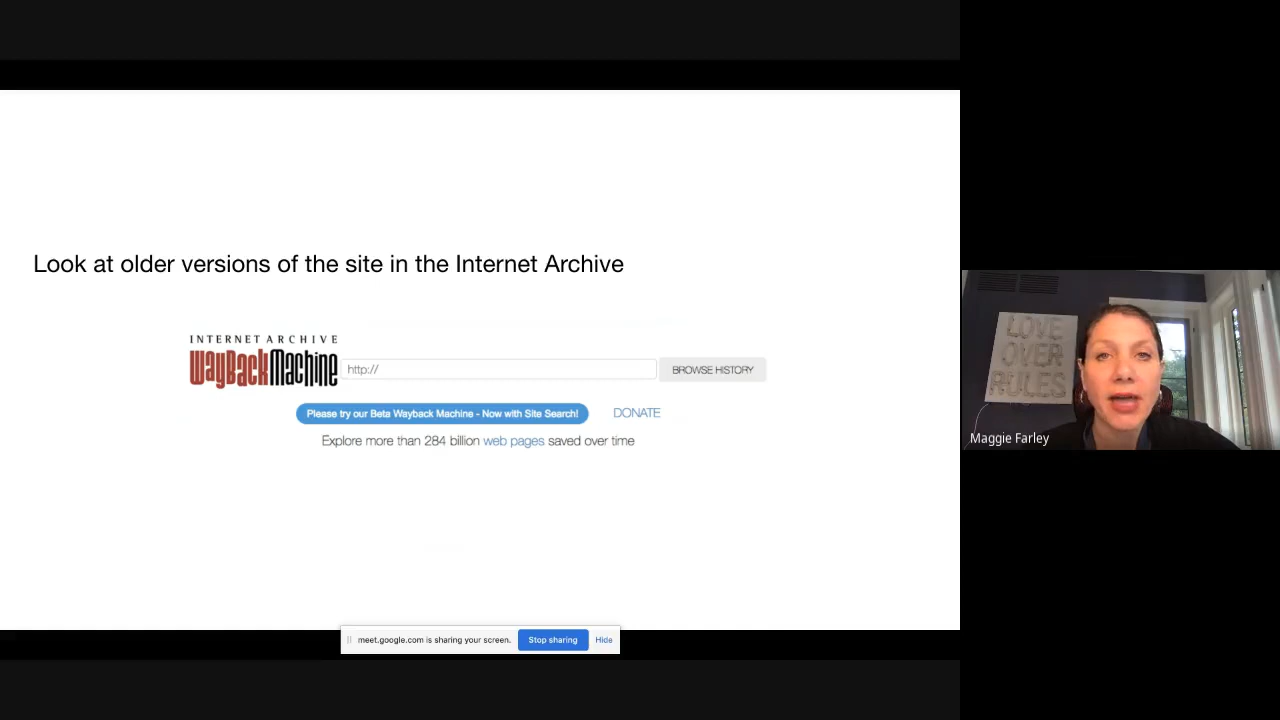 Look at older versions of the site in the Internet Archive
INTERNET ARCHIVE
WayBackMachine
http://
BROWSE HISTORY
Please try our Beta Wayback Machine - Now with Site Search!
DONATE
Explore more than 284 billion web pages saved over time
LOVE
OVER
RULES
Maggie Farley
meet.google.com is sharing your screen.
Stop sharing
Hide